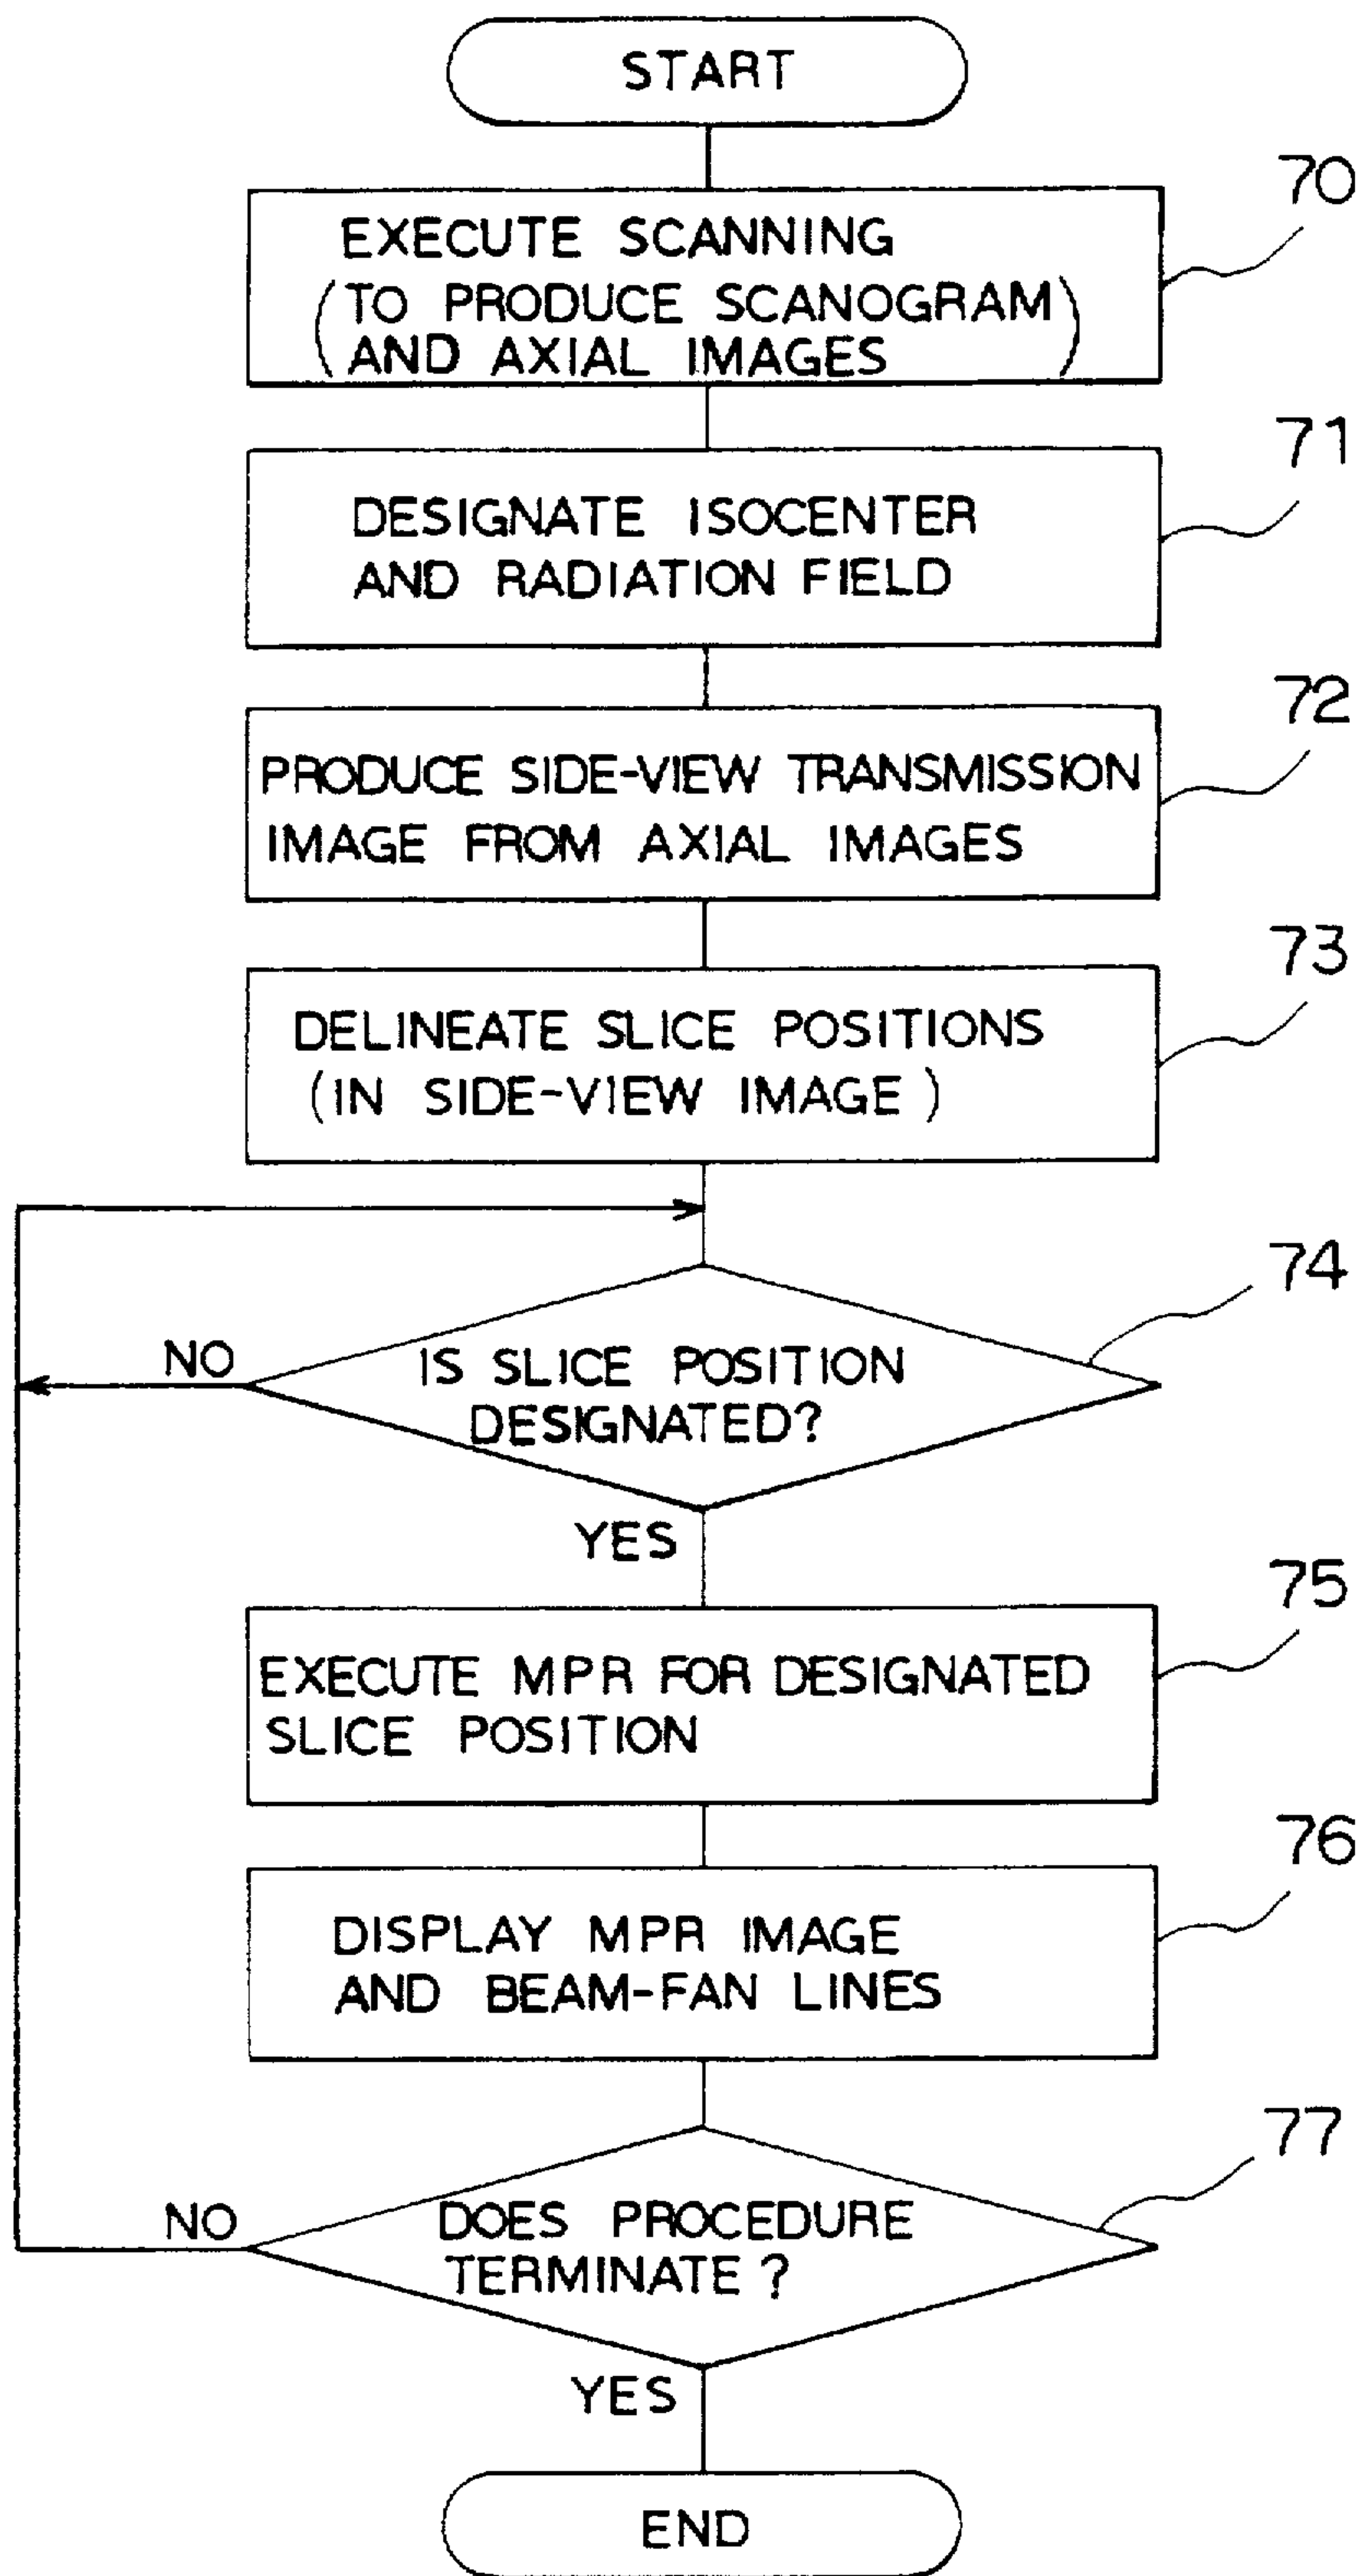 START
70
EXECUTE SCANNING
(TO PRODUCE SCANOGRAM
AND AXIAL IMAGES)
71
DESIGNATE ISOCENTER
AND RADIATION FIELD
72
PRODUCE SIDE-VIEW TRANSMISSION
IMAGE FROM AXIAL IMAGES
73
DELINEATE SLICE POSITIONS
(IN SIDE-VIEW IMAGE)
74
NO
IS SLICE POSITION
DESIGNATED?
YES
75
EXECUTE MPR FOR DESIGNATED
SLICE POSITION
76
DISPLAY MPR IMAGE
AND BEAM-FAN LINES
77
NO
DOES PROCEDURE
TERMINATE?
YES
END